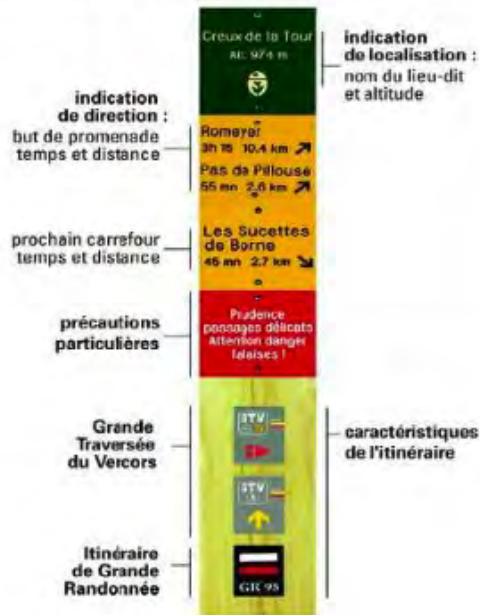 Creux de la Tour
Alt. 974 m
indication
de localisation :
nom du lieu-dit
et altitude
indication
de direction :
but de promenade
temps et distance
Romeyer
3h 15 10.4 km
Pas de Pillouse
55 mn 2.6 km
prochain carrefour
temps et distance
Les Sucettes
de Borne
45 mn 2.7 km
précautions
particulières
Prudence
passages délicats
Attention danger
falaises !
Grande
Traversée
du Vercors
GTV
GTV
caractéristiques
de l'itinéraire
Itinéraire
de Grande
Randonnée
GR 95